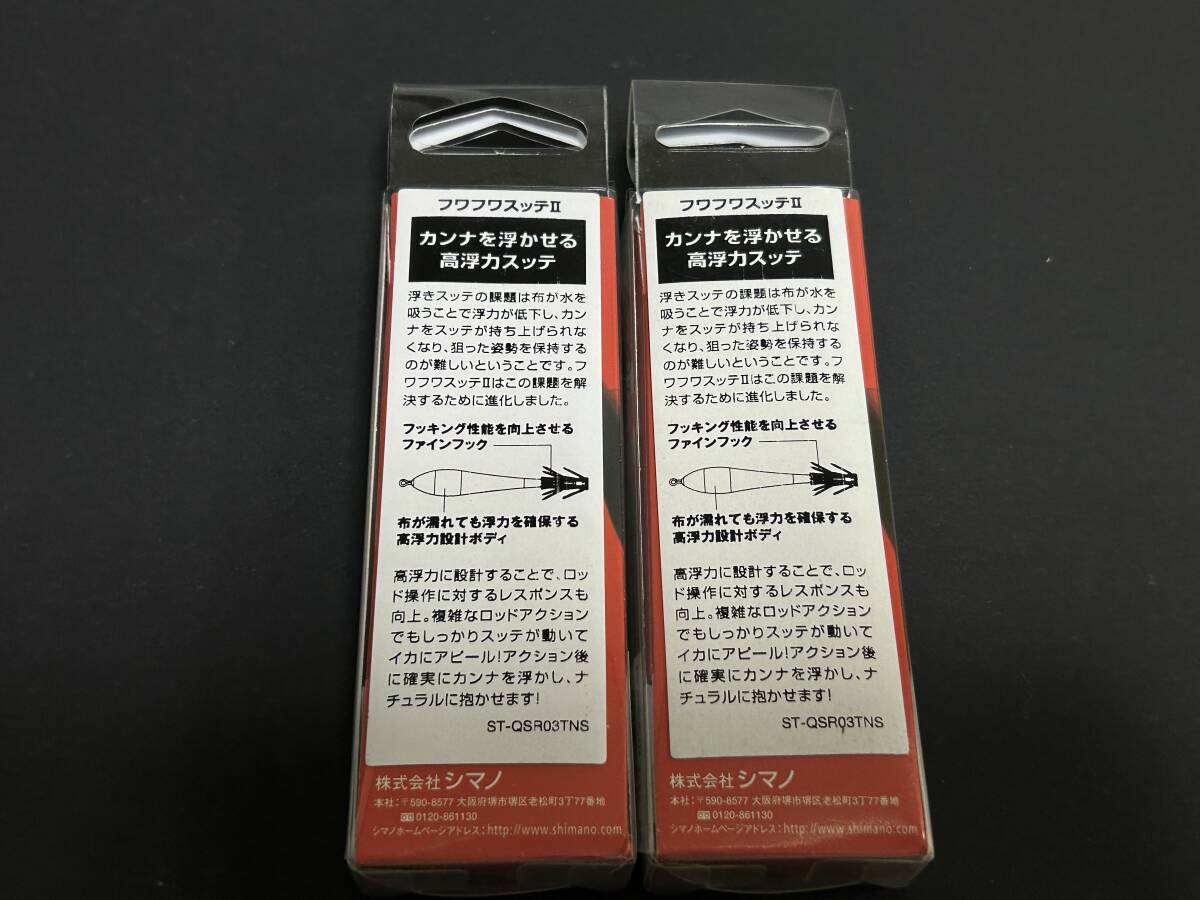 フワフワスッテⅡ
カンナを浮かせる
高浮力スッテ
浮きスッテの課題は布が水を
吸うことで浮力が低下し、カン
ナをスッテが持ち上げられな
くなり、狙った姿勢を保持する
のが難しいということです。フ
ワフワスッテⅡはこの課題を解
決するために進化しました。
フッキング性能を向上させる
ファインフック
布が濡れても浮力を確保する
高浮力設計ボディ
高浮力に設計することで、ロッ
ド操作に対するレスポンスも
向上。複雑なロッドアクション
でもしっかりスッテが動いて
イカにアピール!アクション後
に確実にカンナを浮かし、ナ
チュラルに抱かせます!
ST-QSR03TNS
株式会社シマノ
本社:〒590-8577 大阪府堺市堺区老松町3丁77番地
0120-861130
シマノホームページアドレス:http://www.shimano.com
フワフワスッテⅡ
カンナを浮かせる
高浮力スッテ
浮きスッテの課題は布が水を
吸うことで浮力が低下し、カン
ナをスッテが持ち上げられな
くなり、狙った姿勢を保持する
のが難しいということです。フ
ワフワスッテⅡはこの課題を解
決するために進化しました。
フッキング性能を向上させる
ファインフック
布が濡れても浮力を確保する
高浮力設計ボディ
高浮力に設計することで、ロッ
ド操作に対するレスポンスも
向上。複雑なロッドアクション
でもしっかりスッテが動いて
イカにアピール!アクション後
に確実にカンナを浮かし、ナ
チュラルに抱かせます!
ST-QSR03TNS
株式会社シマノ
本社:〒590-8577 大阪府堺市堺区老松町3丁77番地
0120-861130
シマノホームページアドレス:http://www.shimano.com